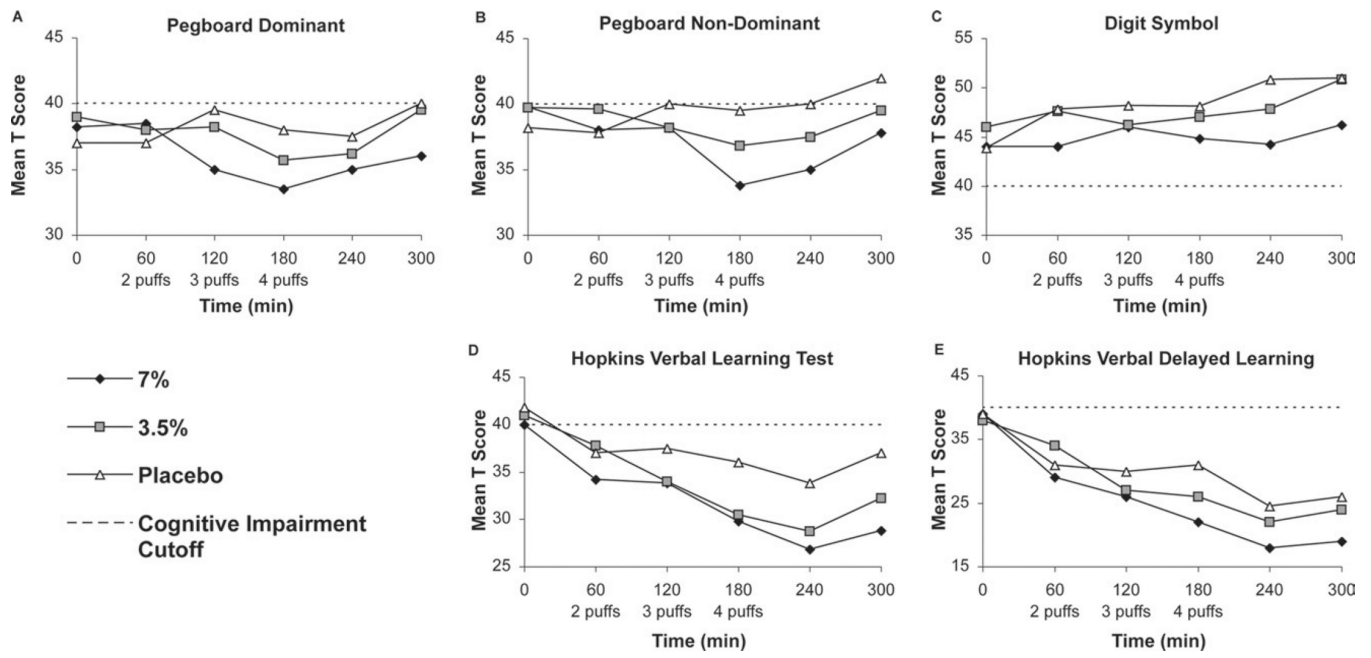 A
Pegboard Dominant
45
40
35
30
Mean T Score
0 60 120 180 240 300
2 puffs 3 puffs 4 puffs
Time (min)
B
Pegboard Non-Dominant
45
40
35
30
Mean T Score
0 60 120 180 240 300
2 puffs 3 puffs 4 puffs
Time (min)
C
Digit Symbol
55
50
45
40
35
Mean T Score
0 60 120 180 240 300
2 puffs 3 puffs 4 puffs
Time (min)
7%
3.5%
Placebo
Cognitive Impairment
Cutoff
D
Hopkins Verbal Learning Test
45
40
35
30
25
Mean T Score
0 60 120 180 240 300
2 puffs 3 puffs 4 puffs
Time (min)
E
Hopkins Verbal Delayed Learning
45
35
25
15
Mean T Score
0 60 120 180 240 300
2 puffs 3 puffs 4 puffs
Time (min)